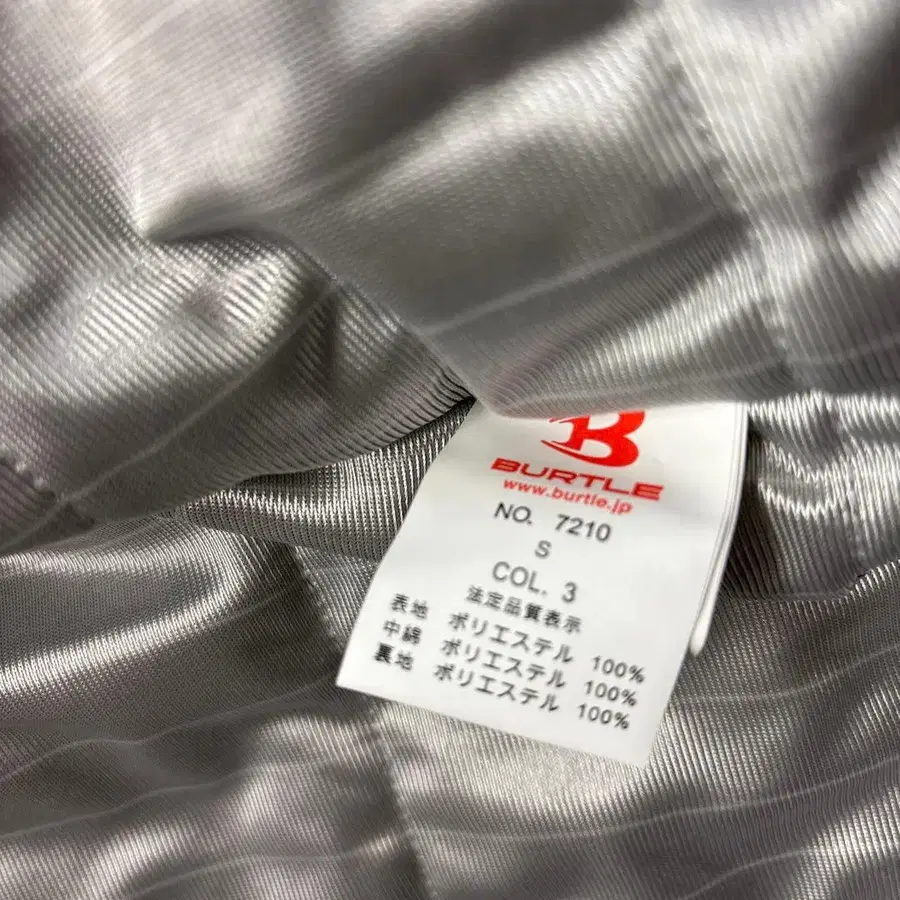 B
BURTLE
www.burtle.jp
NO. 7210
S
COL. 3
法定品質表示
表地 ポリエステル 100%
中綿 ポリエステル 100%
裏地 ポリエステル 100%